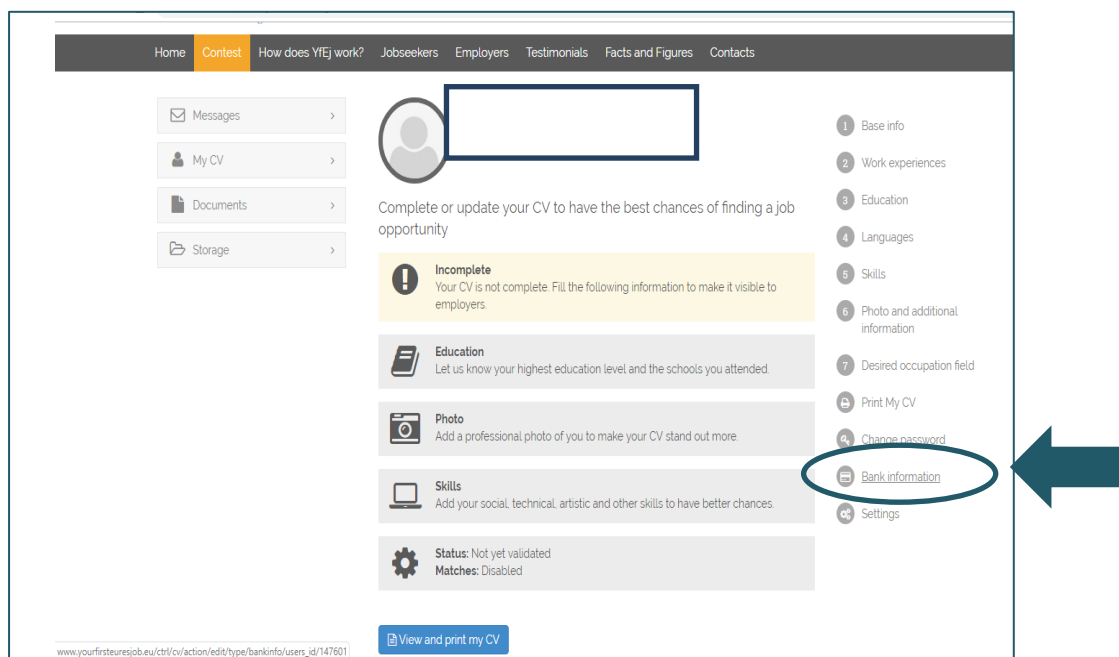 Home Contest How does YfEj work? Jobseekers Employers Testimonials Facts and Figures Contacts
Messages
My CV
Documents
Storage
Complete or update your CV to have the best chances of finding a job
opportunity
Incomplete
Your CV is not complete. Fill the following information to make it visible to
employers.
Education
Let us know your highest education level and the schools you attended.
Photo
Add a professional photo of you to make your CV stand out more.
Skills
Add your social, technical, artistic and other skills to have better chances.
Status: Not yet validated
Matches: Disabled
View and print my CV
1 Base info
2 Work experiences
3 Education
4 Languages
5 Skills
6 Photo and additional
information
7 Desired occupation field
Print My CV
Change password
Bank information
Settings
www.yourfirsteuresjob.eu/ctrl/cv/action/edit/type/bankinfo/users_id/147601